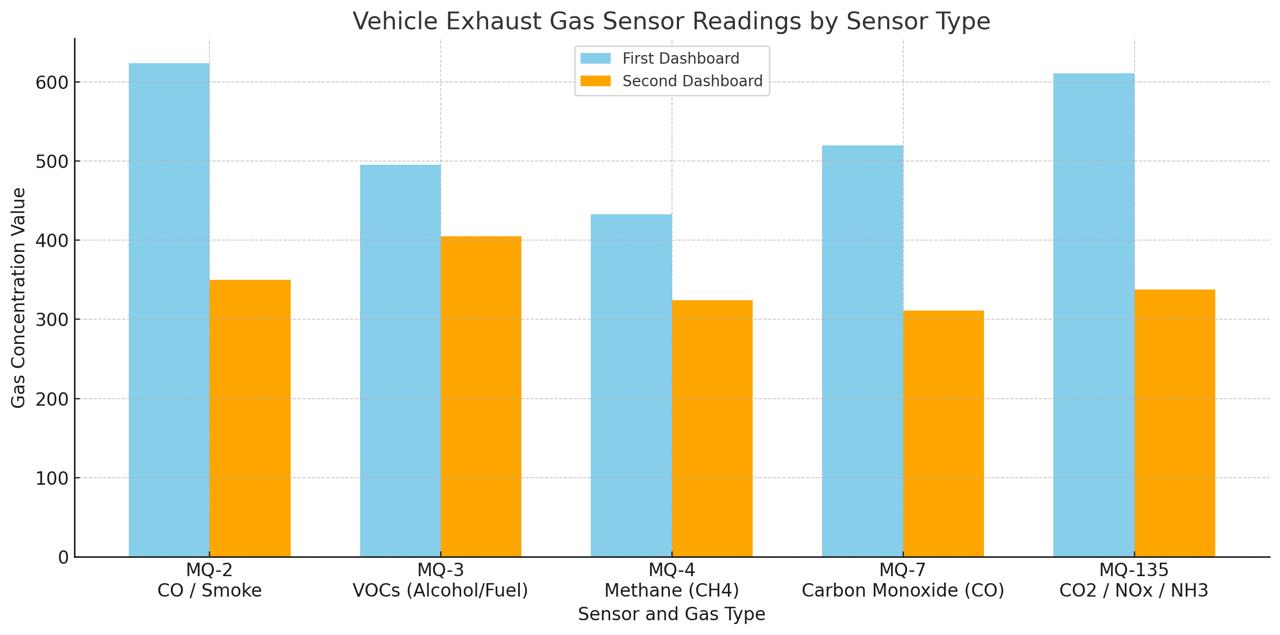 Vehicle Exhaust Gas Sensor Readings by Sensor Type
First Dashboard
Second Dashboard
Gas Concentration Value
600
500
400
300
200
100
0
MQ-2
CO / Smoke
MQ-3
VOCs (Alcohol/Fuel)
MQ-4
Methane (CH4)
MQ-7
Carbon Monoxide (CO)
MQ-135
CO2 / NOx / NH3
Sensor and Gas Type